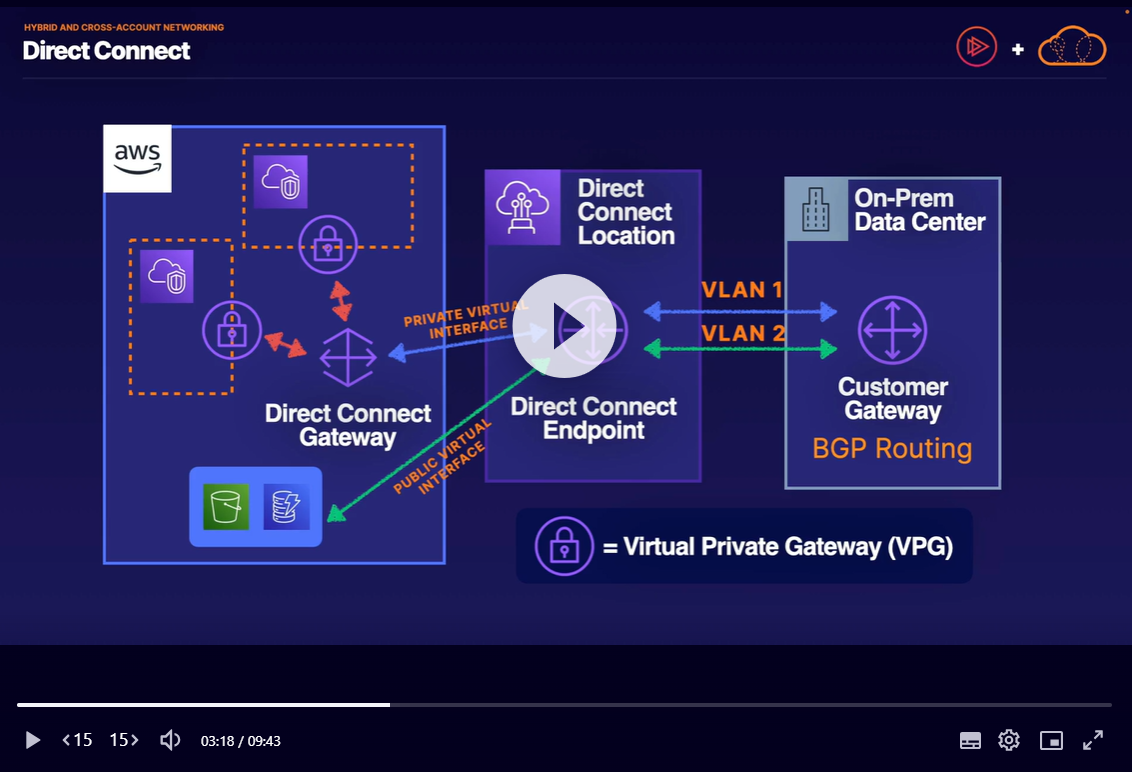 HYBRID AND CROSS-ACCOUNT NETWORKING
Direct Connect
aws
Direct
Connect
Location
On-Prem
Data Center
PRIVATE VIRTUAL
INTERFACE
VLAN 1
VLAN 2
Direct Connect
Gateway
Direct Connect
Endpoint
Customer
Gateway
BGP Routing
PUBLIC VIRTUAL
INTERFACE
= Virtual Private Gateway (VPG)
15
15
03:18 / 09:43